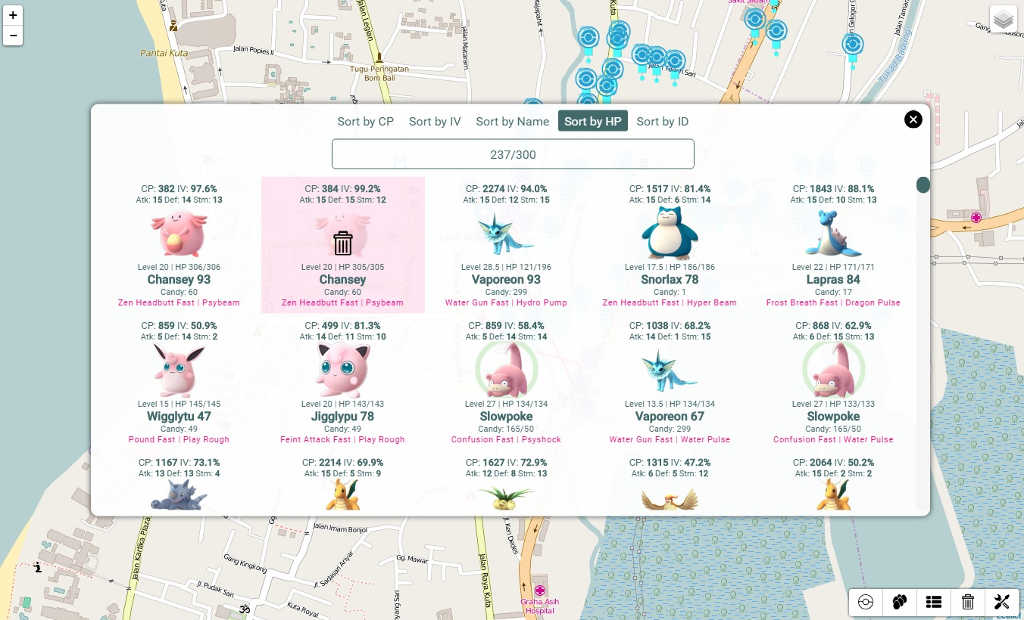 +
−
Pantai Kuta
Jalan Legian
Jalan Popies II
Tugu Peringatan
Bom Bali
Jalan Mataram
Sort by CP Sort by IV Sort by Name Sort by HP Sort by ID
237/300
CP: 382 IV: 97.6%
Atk: 15 Def: 14 Stm: 13
Level 20 | HP 306/306
Chansey 93
Candy: 60
Zen Headbutt Fast | Psybeam
CP: 384 IV: 99.2%
Atk: 15 Def: 15 Stm: 12
Level 20 | HP 305/305
Chansey
Candy: 60
Zen Headbutt Fast | Psybeam
CP: 2274 IV: 94.0%
Atk: 15 Def: 12 Stm: 15
Level 28.5 | HP 121/196
Vaporeon 93
Candy: 299
Water Gun Fast | Hydro Pump
CP: 1517 IV: 81.4%
Atk: 15 Def: 6 Stm: 14
Level 17.5 | HP 186/186
Snorlax 78
Candy: 1
Zen Headbutt Fast | Hyper Beam
CP: 1843 IV: 88.1%
Atk: 15 Def: 10 Stm: 13
Level 22 | HP 171/171
Lapras 84
Candy: 17
Frost Breath Fast | Dragon Pulse
CP: 859 IV: 50.9%
Atk: 5 Def: 14 Stm: 2
Level 15 | HP 145/145
Wigglytu 47
Candy: 49
Pound Fast | Play Rough
CP: 499 IV: 81.3%
Atk: 14 Def: 11 Stm: 10
Level 20 | HP 143/143
Jigglypu 78
Candy: 49
Feint Attack Fast | Play Rough
CP: 859 IV: 58.4%
Atk: 5 Def: 14 Stm: 14
Level 27 | HP 134/134
Slowpoke
Candy: 165/50
Confusion Fast | Psyshock
CP: 1038 IV: 68.2%
Atk: 14 Def: 1 Stm: 15
Level 13.5 | HP 134/134
Vaporeon 67
Candy: 299
Water Gun Fast | Water Pulse
CP: 868 IV: 62.9%
Atk: 6 Def: 15 Stm: 13
Level 27 | HP 133/133
Slowpoke
Candy: 165/50
Confusion Fast | Water Pulse
CP: 1167 IV: 73.1%
Atk: 13 Def: 13 Stm: 4
CP: 2214 IV: 69.9%
Atk: 15 Def: 5 Stm: 9
CP: 1627 IV: 72.9%
Atk: 12 Def: 8 Stm: 13
CP: 1315 IV: 47.2%
Atk: 6 Def: 5 Stm: 12
CP: 2064 IV: 50.2%
Atk: 15 Def: 2 Stm: 2
Jalan Kartika Plaza
Jalan Imam Bonjol
Gang Kingkong
JL Pudak Sari
Kuta Royal
Gg. Mawar
Jalan Raya Kuta
Graha Asih
Hospital